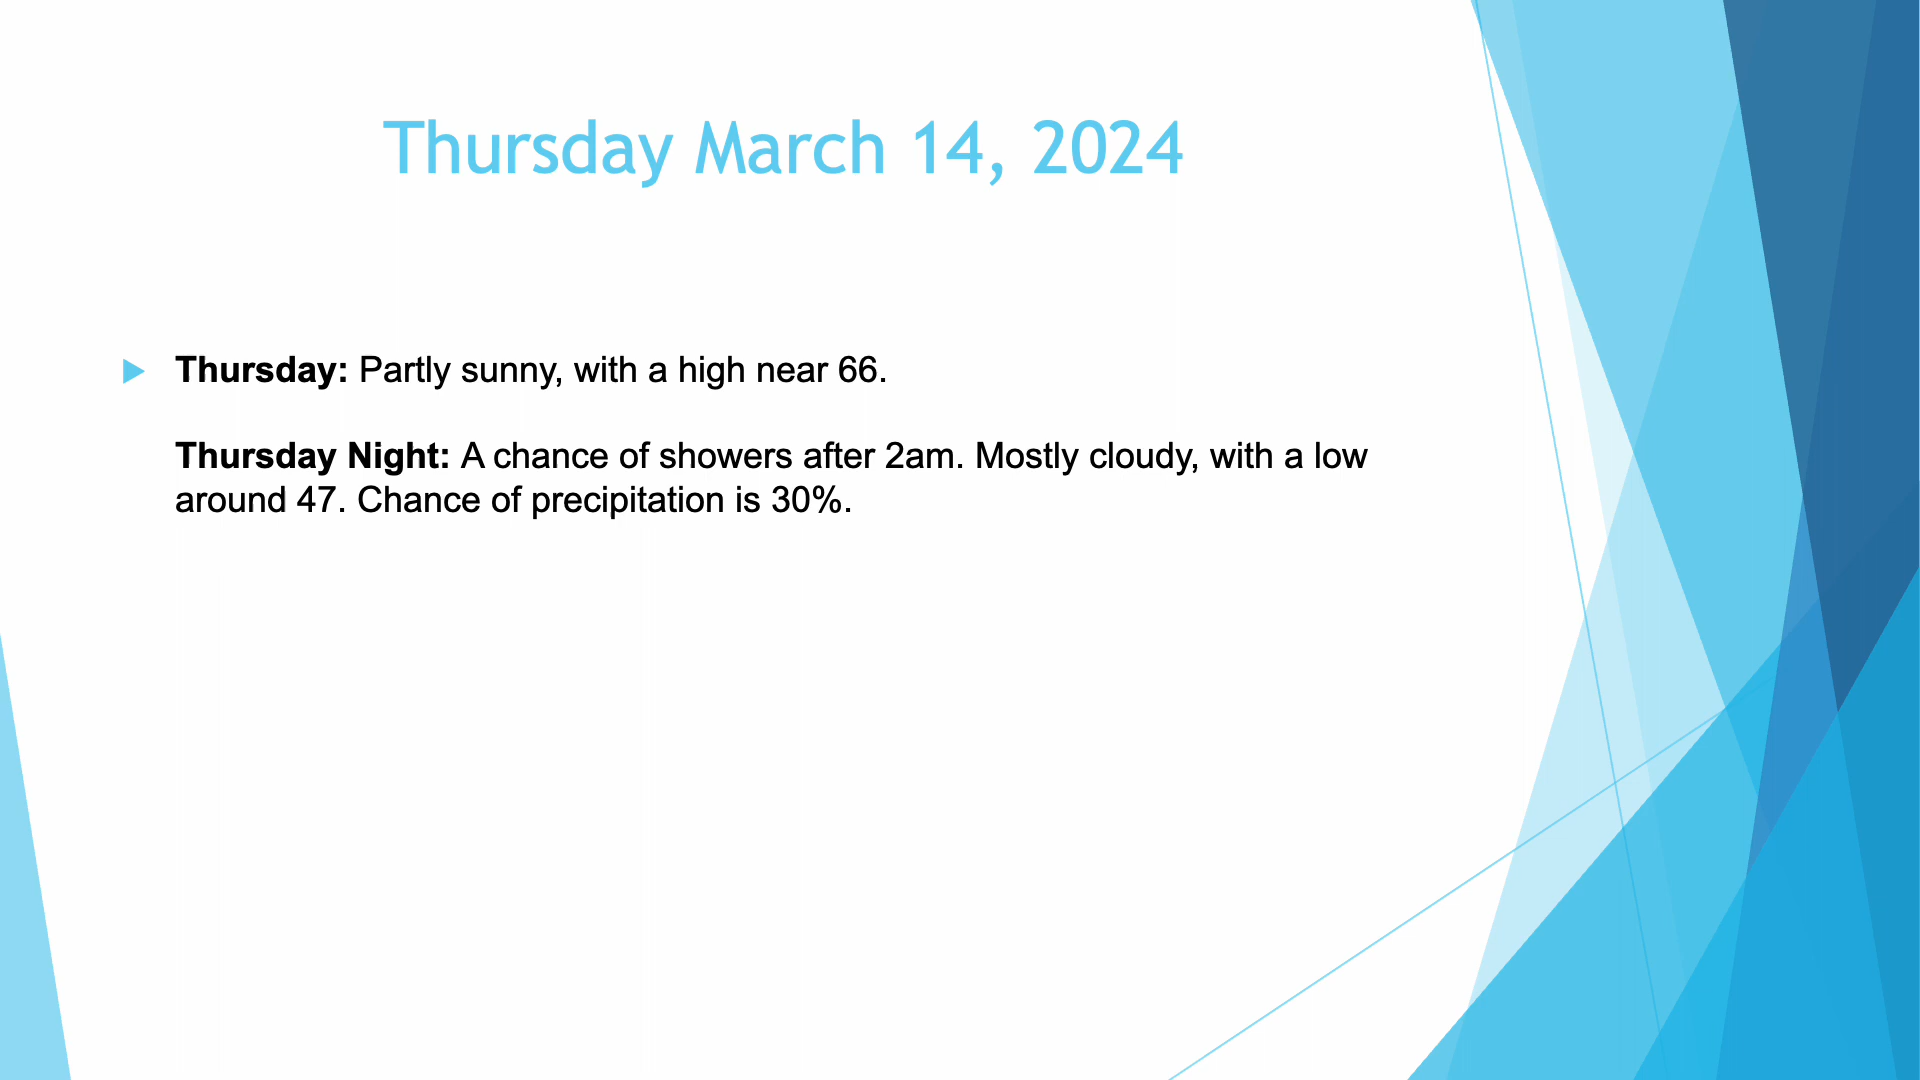 Thursday March 14, 2024
Thursday: Partly sunny, with a high near 66.
Thursday Night: A chance of showers after 2am. Mostly cloudy, with a low
around 47. Chance of precipitation is 30%.